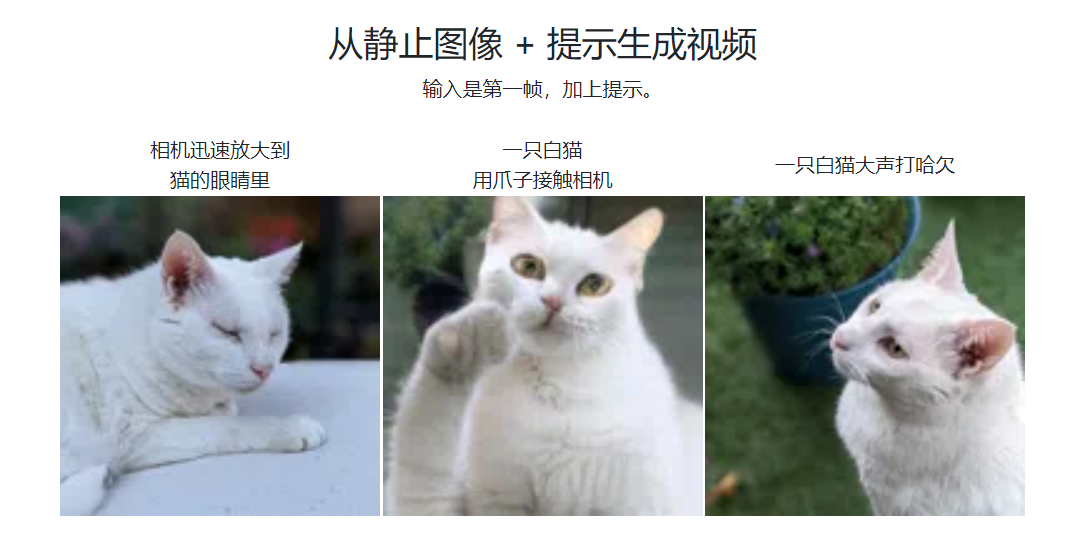 从静止图像 + 提示生成视频
输入是第一帧，加上提示。
相机迅速放大到
猫的眼睛里
一只白猫
用爪子接触相机
一只白猫大声打哈欠